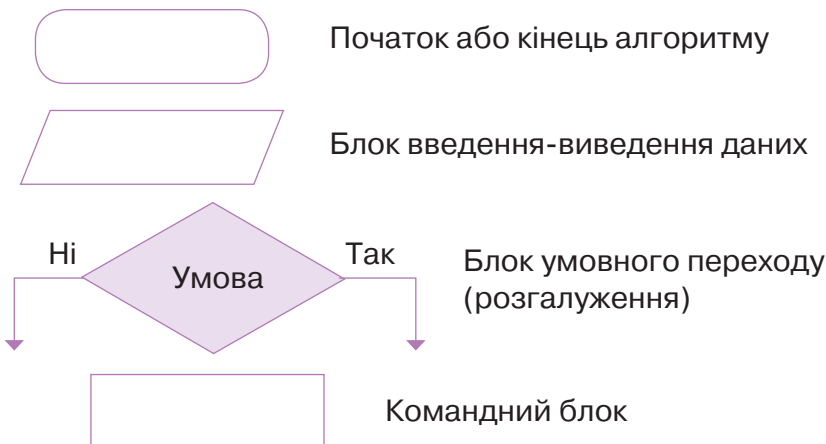 Початок або кінець алгоритму
Блок введення-виведення даних
Ні
Умова
Так
Блок умовного переходу
(розгалуження)
Командний блок